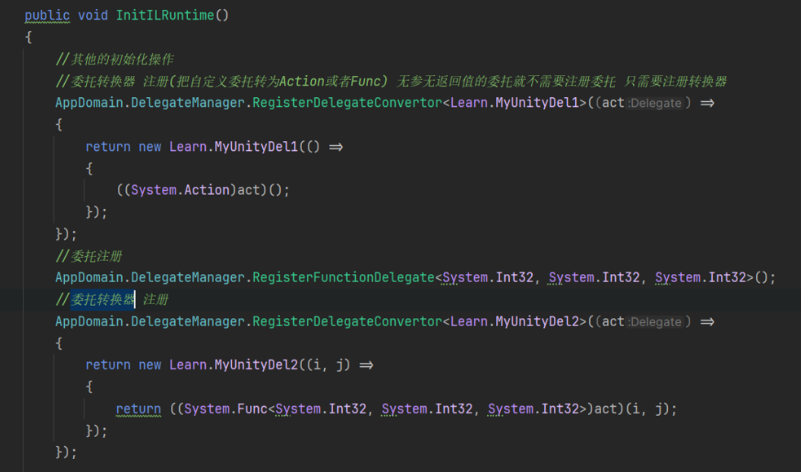 public void InitILRuntime()
{
//其他的初始化操作
//委托转换器 注册(把自定义委托转为Action或者Func) 无参无返回值的委托就不需要注册委托 只需要注册转换器
AppDomain.DelegateManager.RegisterDelegateConvertor<Learn.MyUnityDel1>((act:Delegate) =>
{
return new Learn.MyUnityDel1(() =>
{
((System.Action)act)();
});
});
//委托注册
AppDomain.DelegateManager.RegisterFunctionDelegate<System.Int32, System.Int32, System.Int32>();
//委托转换器 注册
AppDomain.DelegateManager.RegisterDelegateConvertor<Learn.MyUnityDel2>((act:Delegate) =>
{
return new Learn.MyUnityDel2((i, j) =>
{
return ((System.Func<System.Int32, System.Int32, System.Int32>)act)(i, j);
});
});